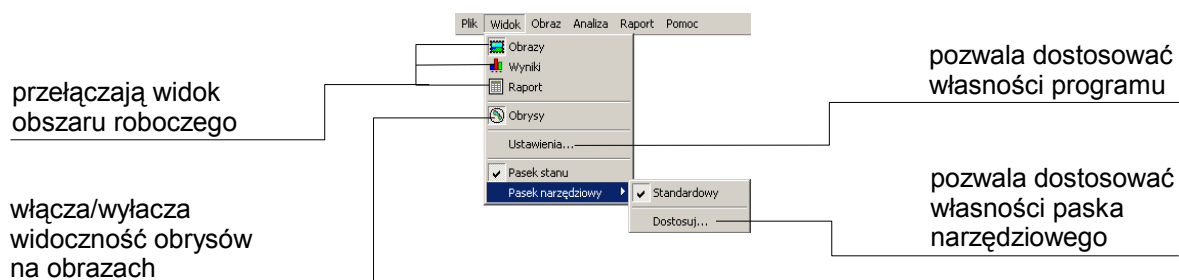 Plik Widok Obraz Analiza Raport Pomoc
Obrazy
Wyniki
Raport
Obrysy
Ustawienia...
Pasek stanu
Pasek narzędziowy
Standardowy
Dostosuj...
przełączają widok
obszaru roboczego
włącza/wyłacza
widoczność obrysów
na obrazach
pozwala dostosować
własności programu
pozwala dostosować
własności paska
narzędziowego